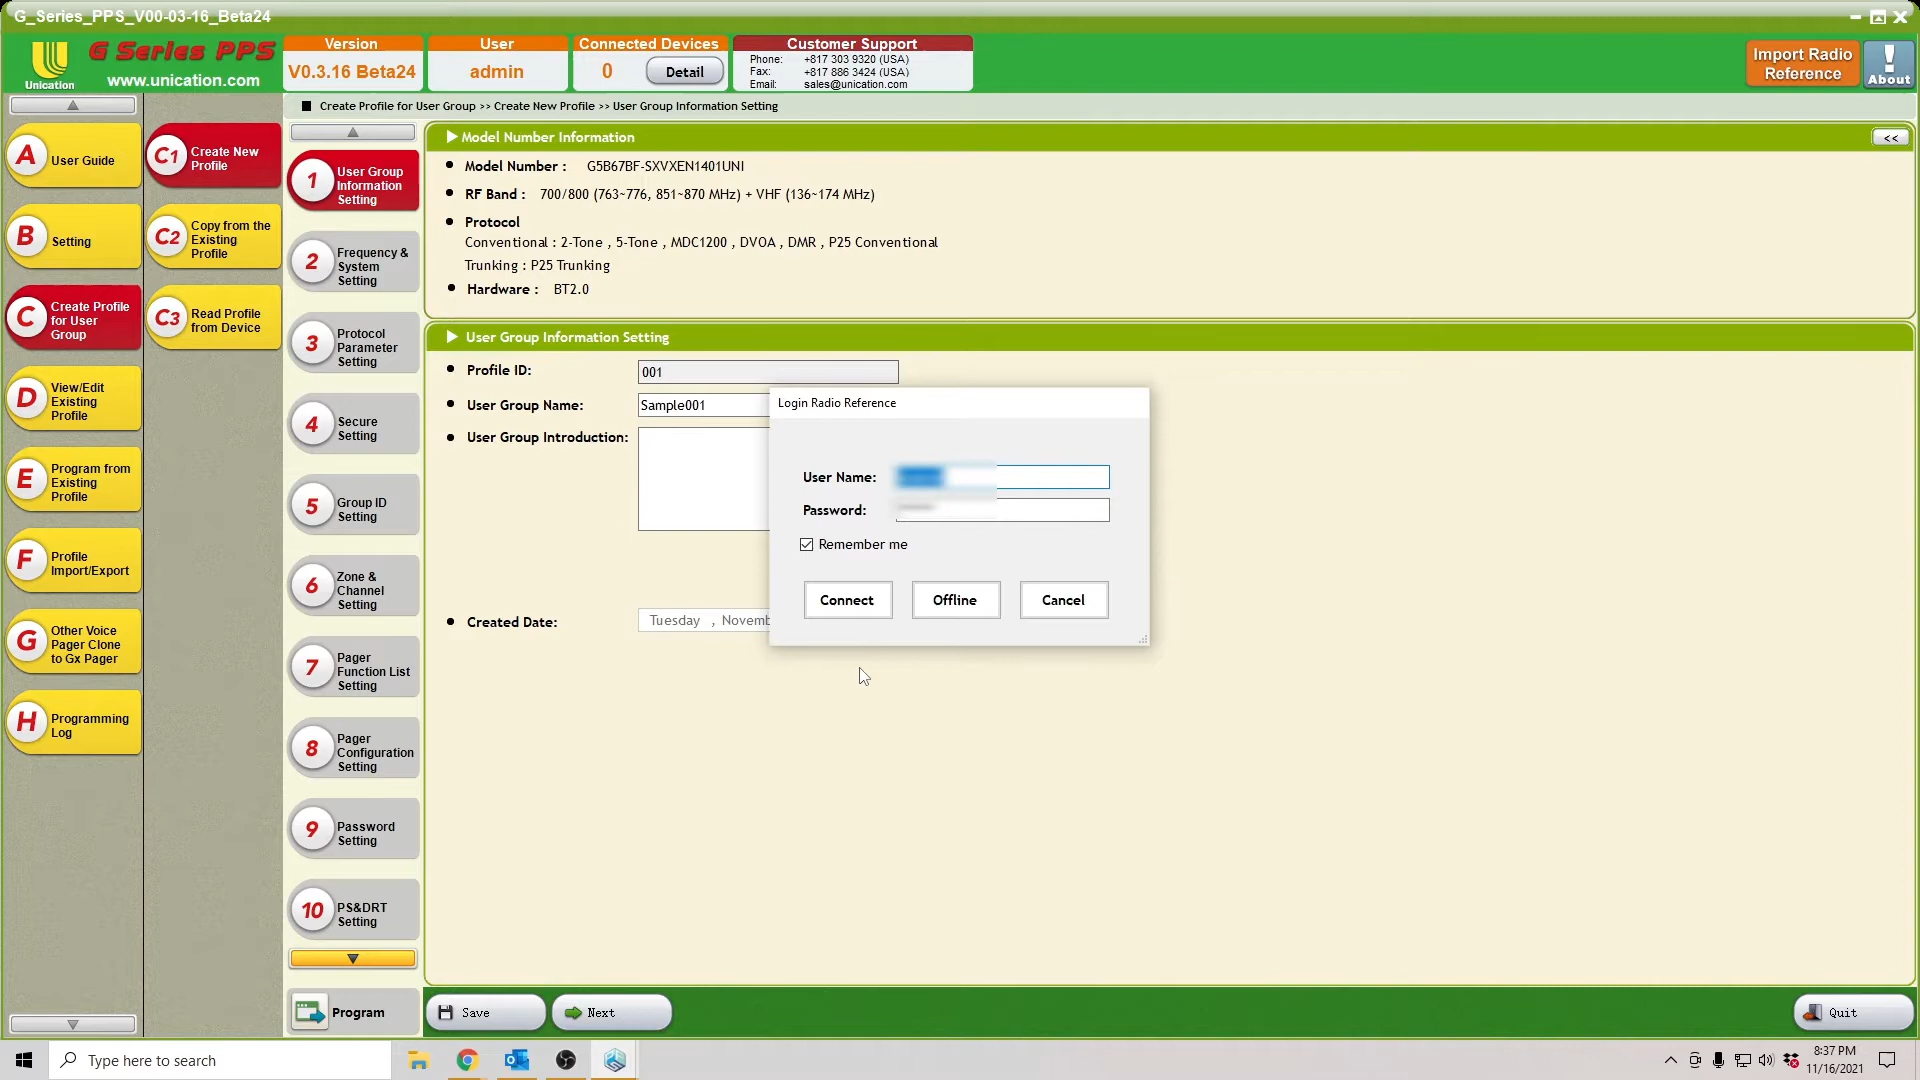 G_Series_PPS_V00-03-16_Beta24
Unication
G Series PPS
www.unication.com
Version
V0.3.16 Beta24
User
admin
Connected Devices
0
Detail
Customer Support
Phone: +817 303 9320 (USA)
Fax: +817 886 3424 (USA)
Email: sales@unication.com
Import Radio
Reference
About
Create Profile for User Group >> Create New Profile >> User Group Information Setting
A User Guide
B Setting
C Create Profile
for User
Group
D View/Edit
Existing
Profile
E Program from
Existing
Profile
F Profile
Import/Export
G Other Voice
Pager Clone
to Gx Pager
H Programming
Log
C1 Create New
Profile
C2 Copy from the
Existing
Profile
C3 Read Profile
from Device
1 User Group
Information
Setting
2 Frequency &
System
Setting
3 Protocol
Parameter
Setting
4 Secure
Setting
5 Group ID
Setting
6 Zone &
Channel
Setting
7 Pager
Function List
Setting
8 Pager
Configuration
Setting
9 Password
Setting
10 PS&DRT
Setting
Program
Model Number Information
<<
Model Number : G5B67BF-SXVXEN1401UNI
RF Band : 700/800 (763~776, 851~870 MHz) + VHF (136~174 MHz)
Protocol
Conventional : 2-Tone , 5-Tone , MDC1200 , DVOA , DMR , P25 Conventional
Trunking : P25 Trunking
Hardware : BT2.0
User Group Information Setting
Profile ID: 001
User Group Name: Sample001
User Group Introduction:
Created Date: Tuesday , Novemb
Login Radio Reference
User Name:
Password:
Remember me
Connect
Offline
Cancel
Save
Next
Quit
Type here to search
8:37 PM
11/16/2021